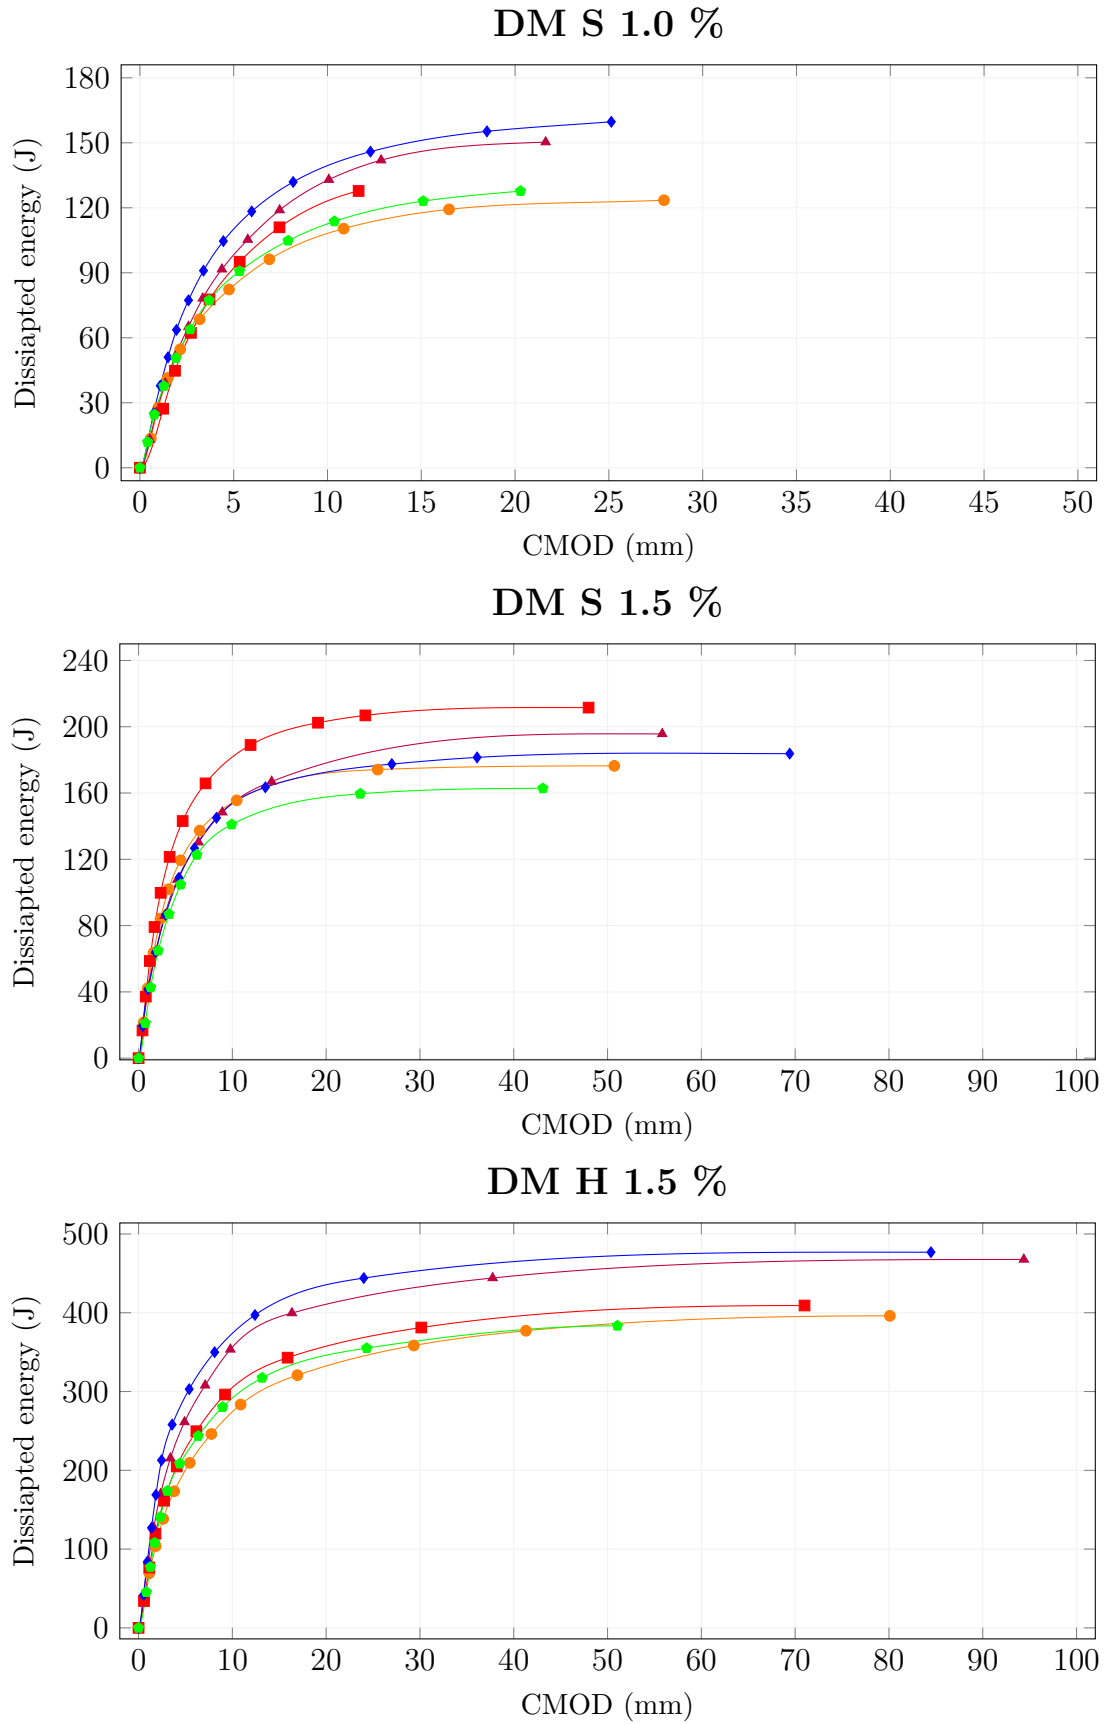 DM S 1.0 %
180
150
120
90
60
30
0
Dissiapted energy (J)
0 5 10 15 20 25 30 35 40 45 50
CMOD (mm)
DM S 1.5 %
240
200
160
120
80
40
0
Dissiapted energy (J)
0 10 20 30 40 50 60 70 80 90 100
CMOD (mm)
DM H 1.5 %
500
400
300
200
100
0
Dissiapted energy (J)
0 10 20 30 40 50 60 70 80 90 100
CMOD (mm)